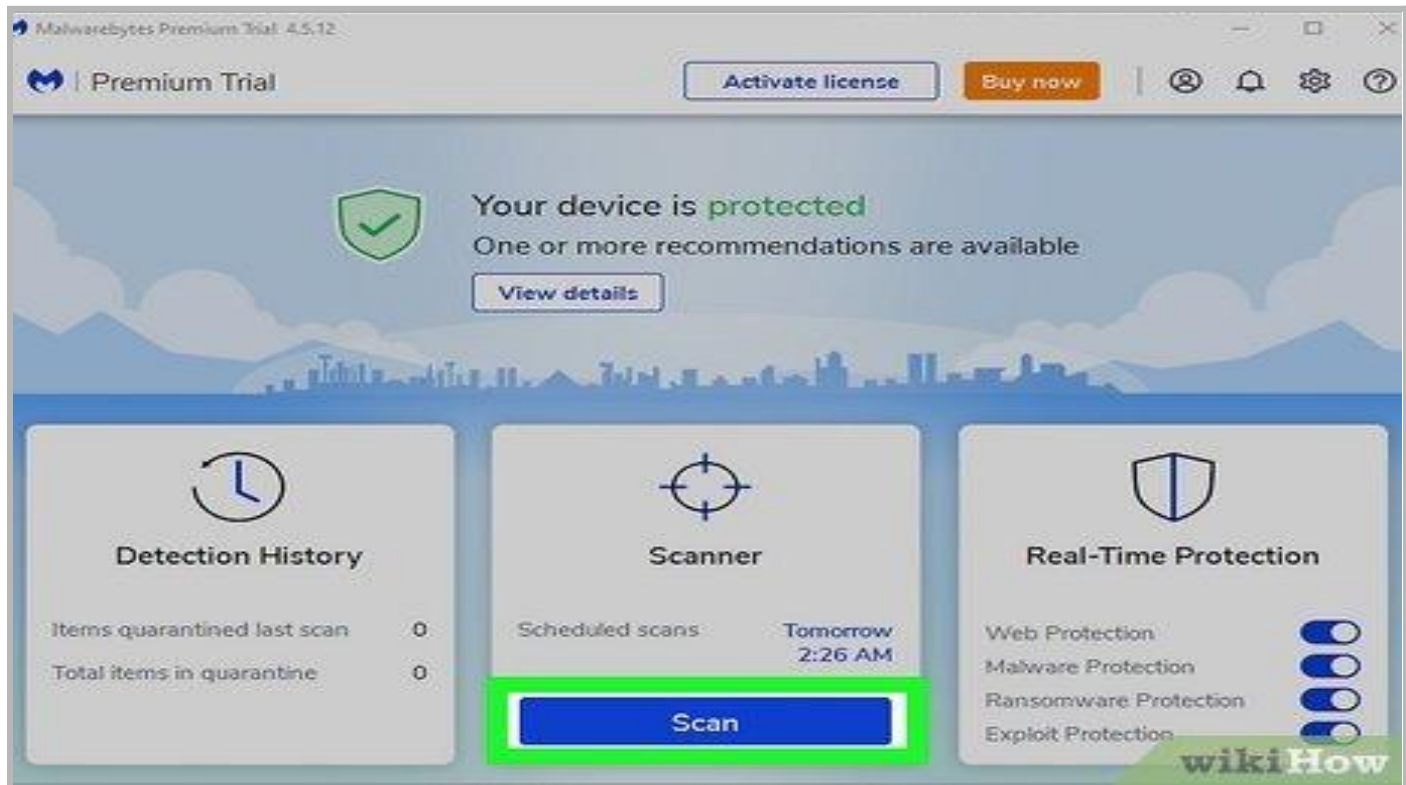 Malwarebytes Premium Trial 4.5.12
Premium Trial
Activate license
Buy now
Your device is protected
One or more recommendations are available
View details
Detection History
Items quarantined last scan 0
Total items in quarantine 0
Scanner
Scheduled scans Tomorrow
2:26 AM
Scan
Real-Time Protection
Web Protection
Malware Protection
Ransomware Protection
Exploit Protection
wikiHow